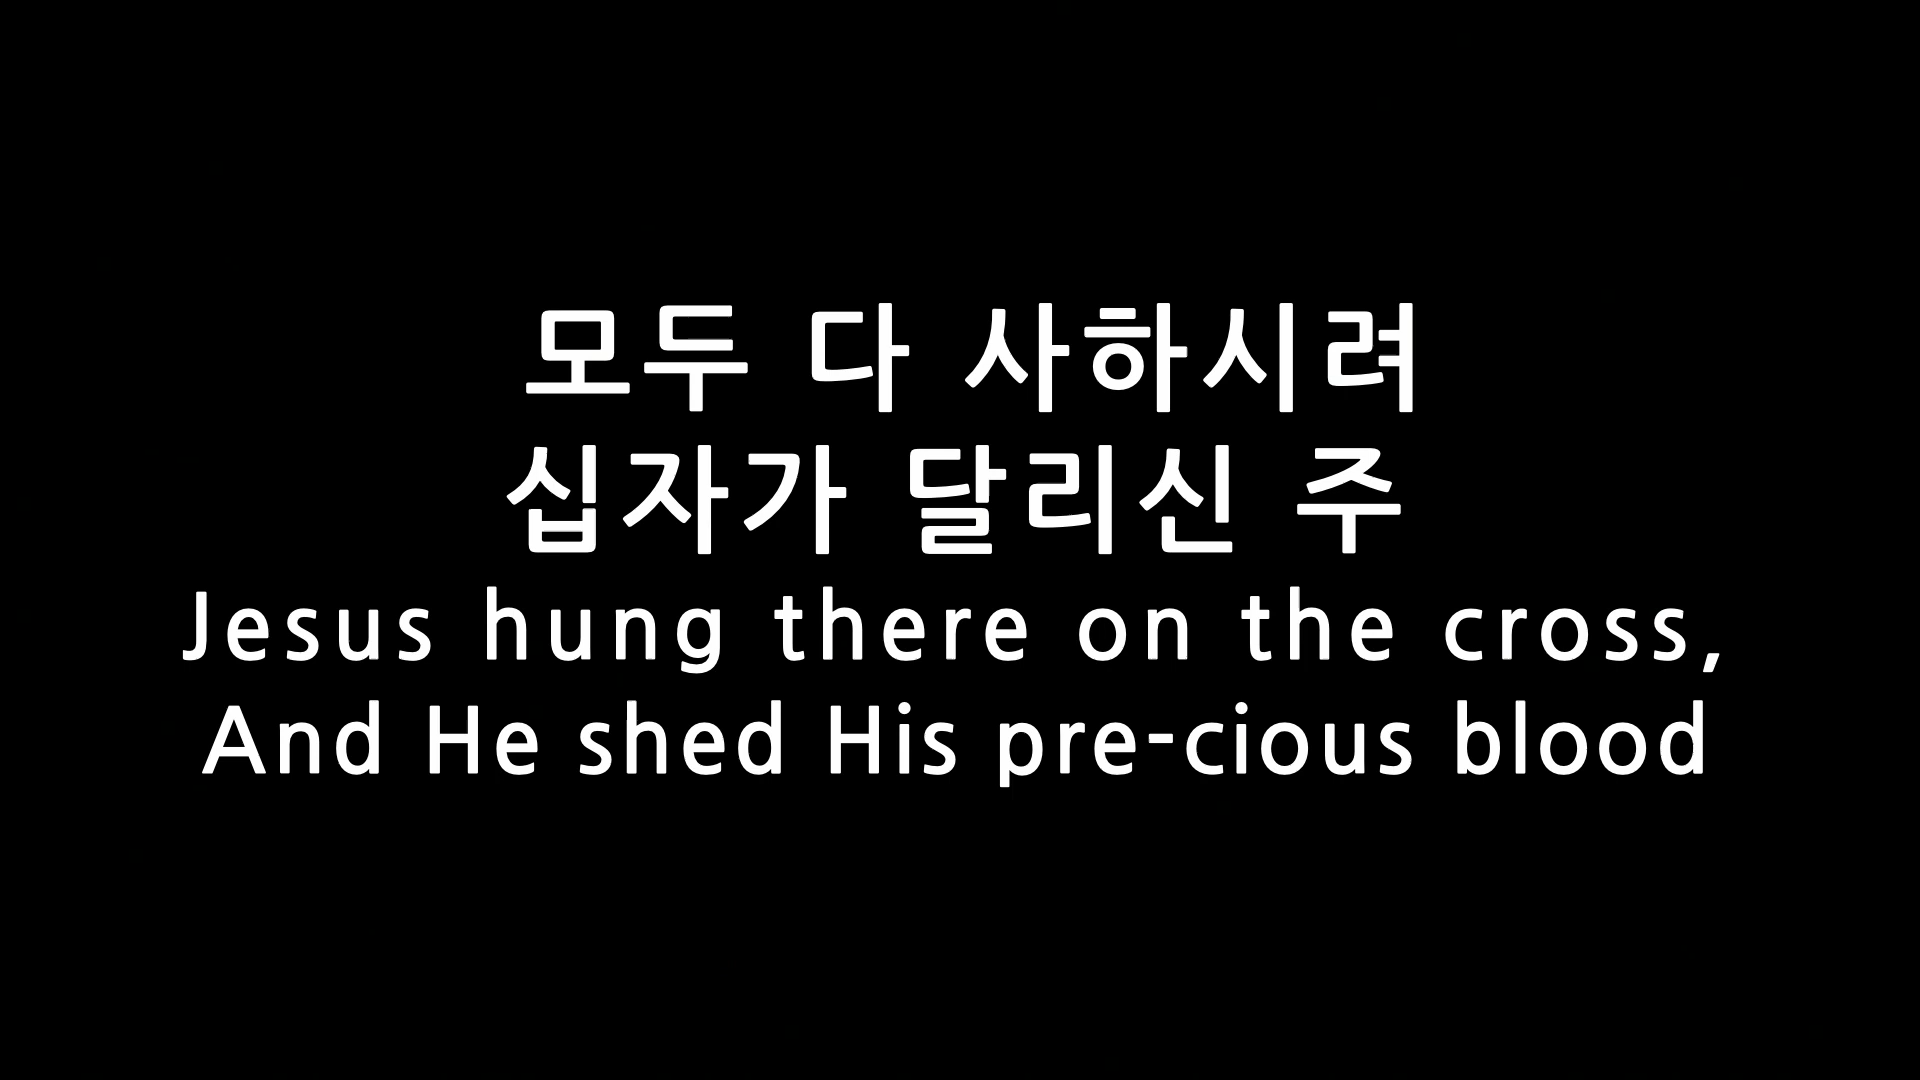 모두 다 사하시려
십자가 달리신 주
Jesus hung there on the cross,
And He shed His pre-cious blood